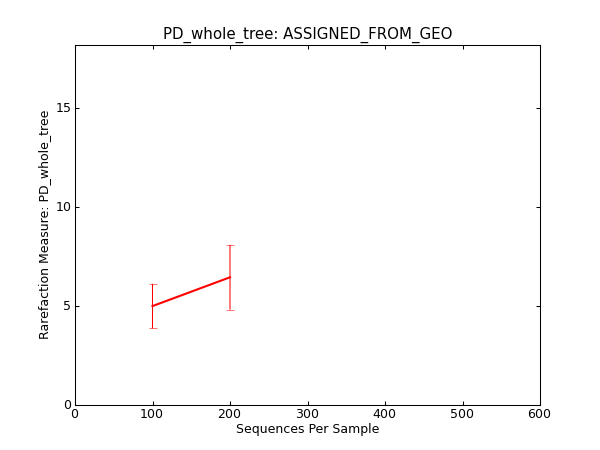 PD_whole_tree: ASSIGNED_FROM_GEO
Rarefaction Measure: PD_whole_tree
15
10
5
0
0 100 200 300 400 500 600
Sequences Per Sample